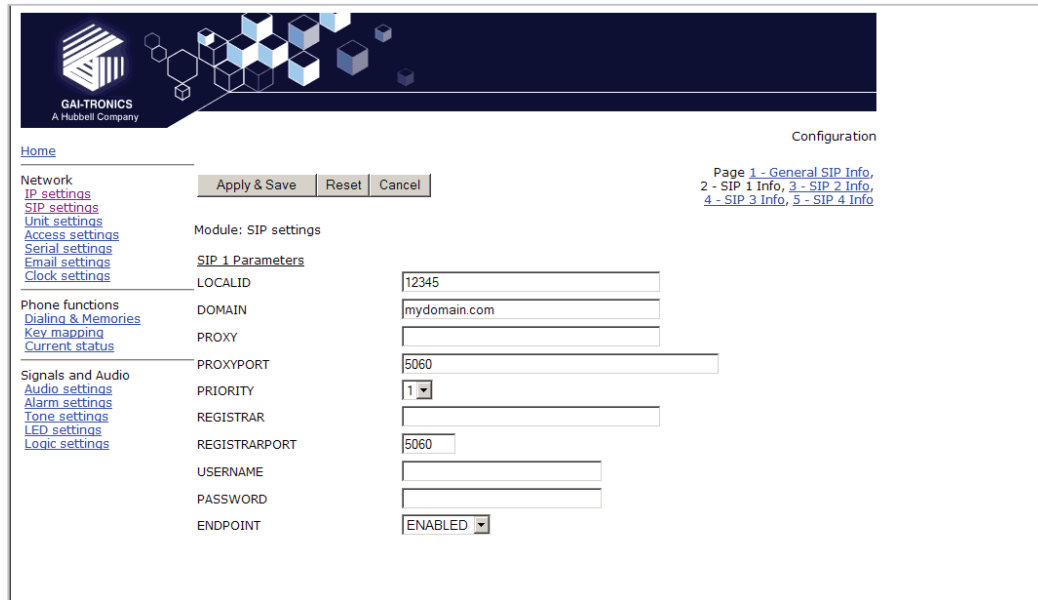 GAI-TRONICS
A Hubbell Company
Configuration
Home
Network
IP settings
SIP settings
Unit settings
Access settings
Serial settings
Email settings
Clock settings
Phone functions
Dialing & Memories
Key mapping
Current status
Signals and Audio
Audio settings
Alarm settings
Tone settings
LED settings
Logic settings
Apply & Save Reset Cancel
Page 1 - General SIP Info,
2 - SIP 1 Info, 3 - SIP 2 Info,
4 - SIP 3 Info, 5 - SIP 4 Info
Module: SIP settings
SIP 1 Parameters
LOCALID 12345
DOMAIN mydomain.com
PROXY
PROXYPORT 5060
PRIORITY 1
REGISTRAR
REGISTRARPORT 5060
USERNAME
PASSWORD
ENDPOINT ENABLED